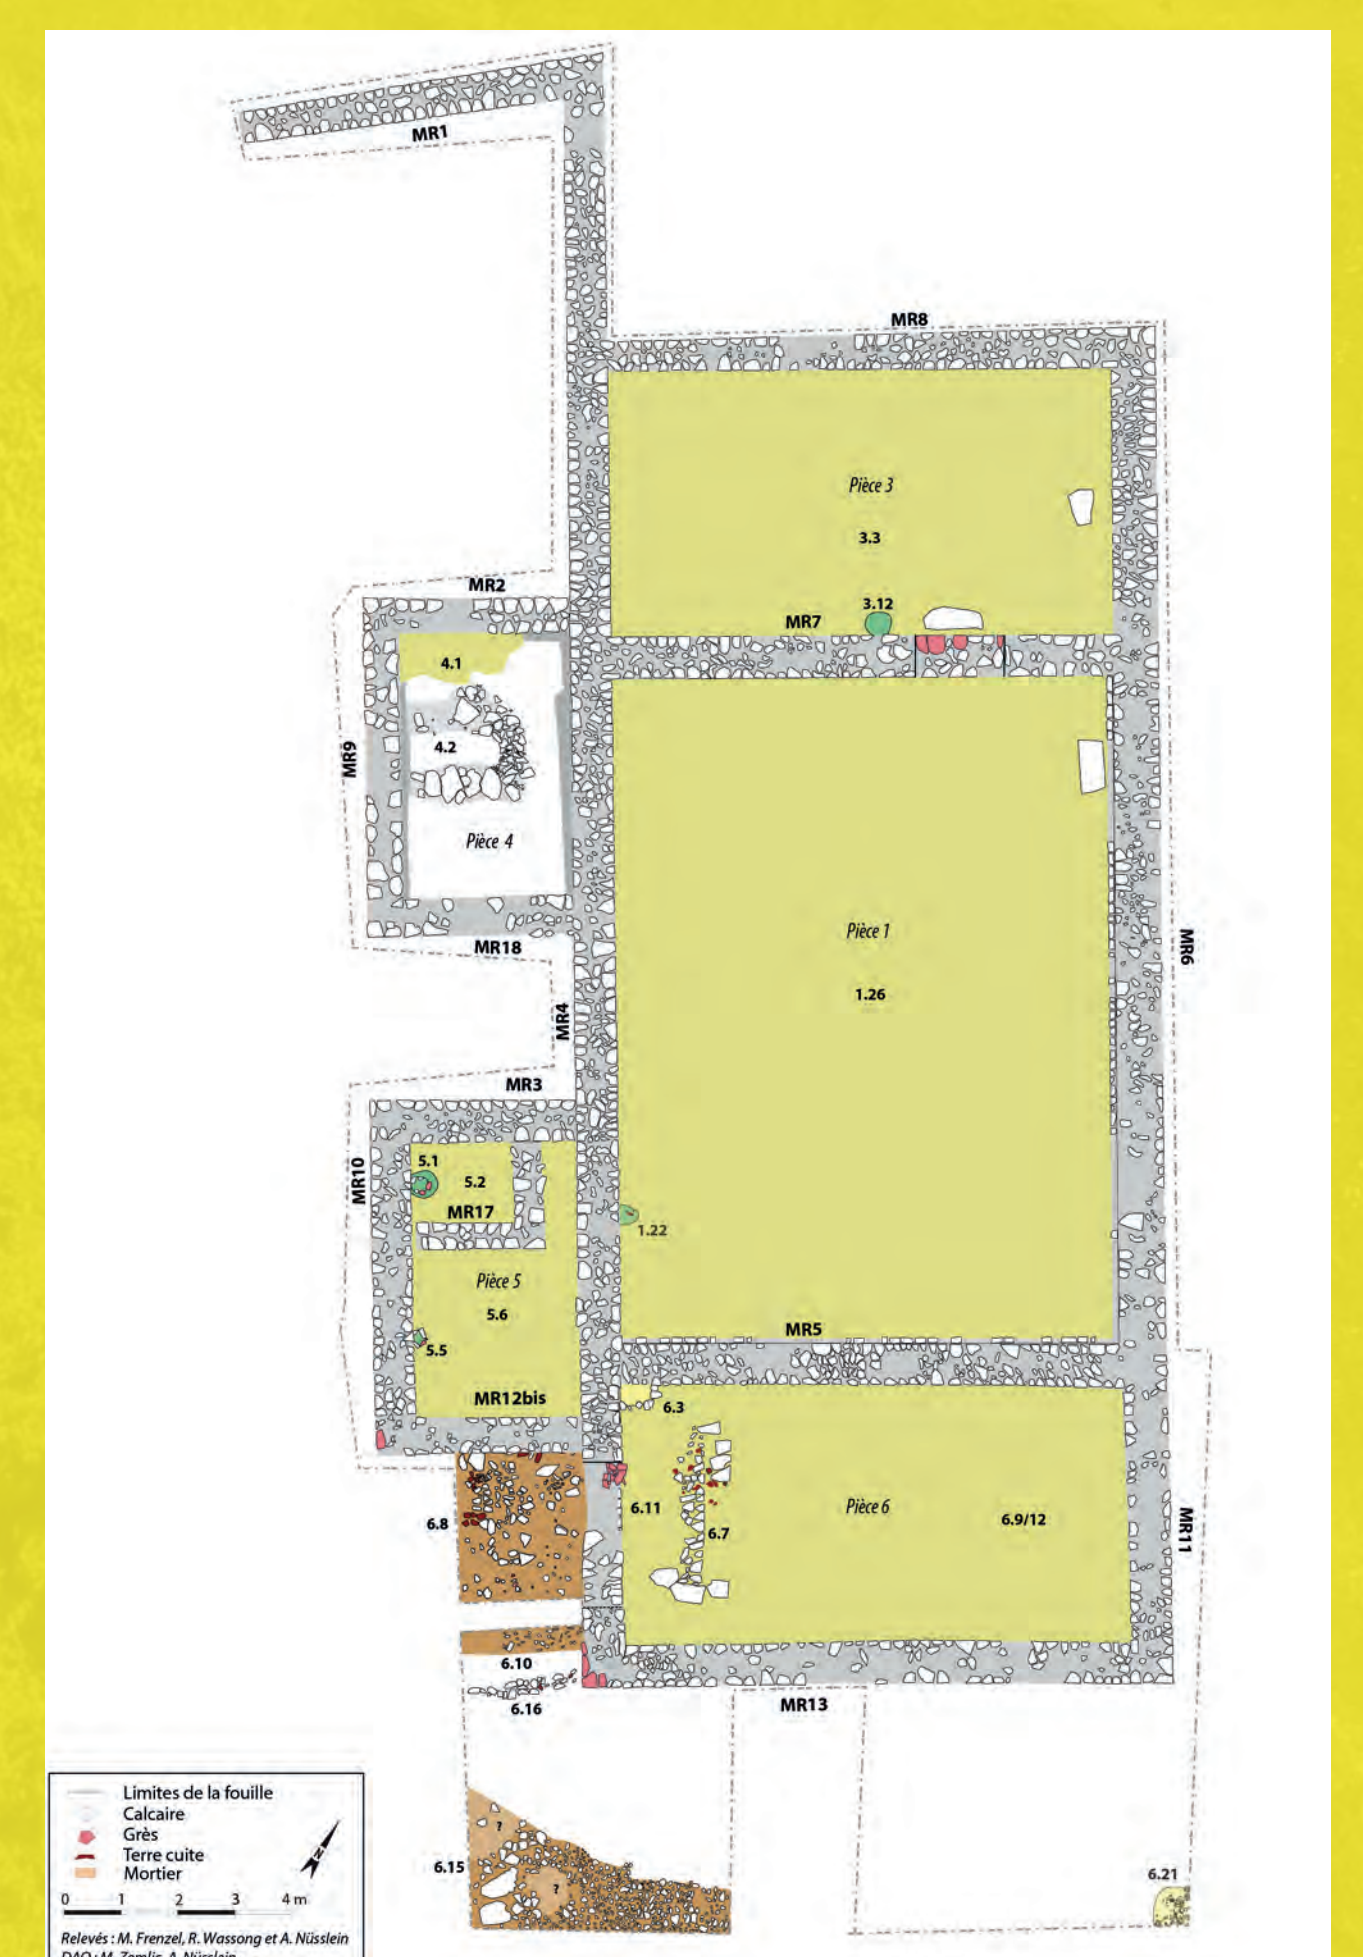 MR1
MR8
Pièce 3
3.3
MR2
3.12
MR7
4.1
4.2
MR9
Pièce 4
Pièce 1
MR18
MR6
1.26
MR4
MR3
5.1
MR10
5.2
MR17
1.22
Pièce 5
5.6
MR5
5.5
MR12bis
6.3
6.11
Pièce 6
6.9/12
6.8
6.7
MR11
6.10
6.16
MR13
Limites de la fouille
Calcaire
Grès
Terre cuite
Mortier
N
0 1 2 3 4 m
?
?
6.15
6.21
Relevés : M. Frenzel, R. Wassong et A. Nüsslein
DAO : M. Zemlic, A. Nüsslein